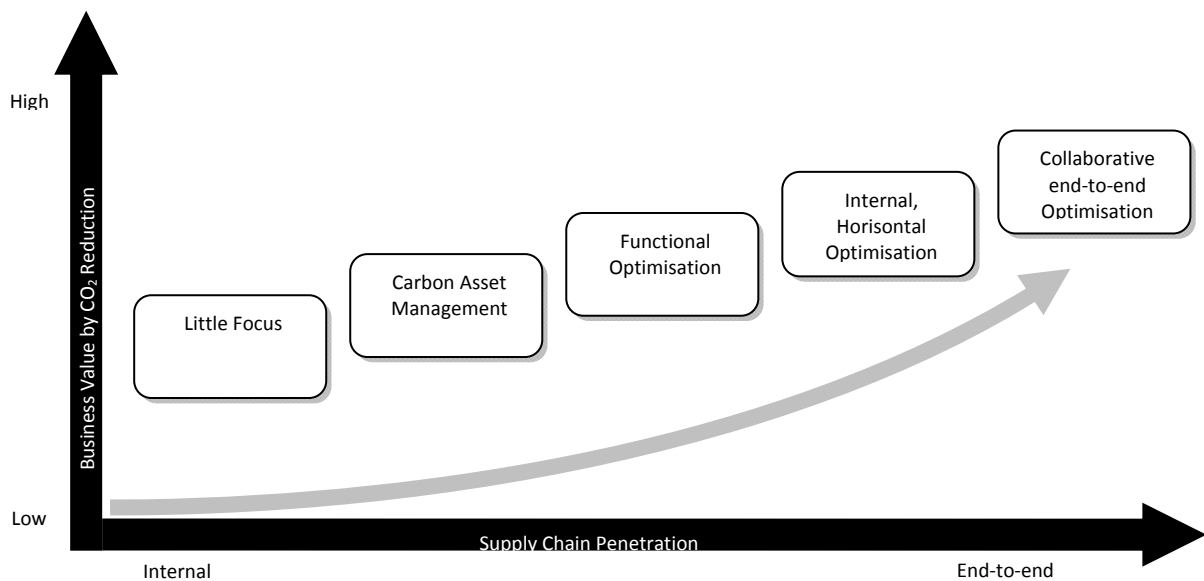 High
Business Value by CO₂ Reduction
Low
Little Focus
Carbon Asset
Management
Functional
Optimisation
Internal,
Horisontal
Optimisation
Collaborative
end-to-end
Optimisation
Supply Chain Penetration
Internal
End-to-end